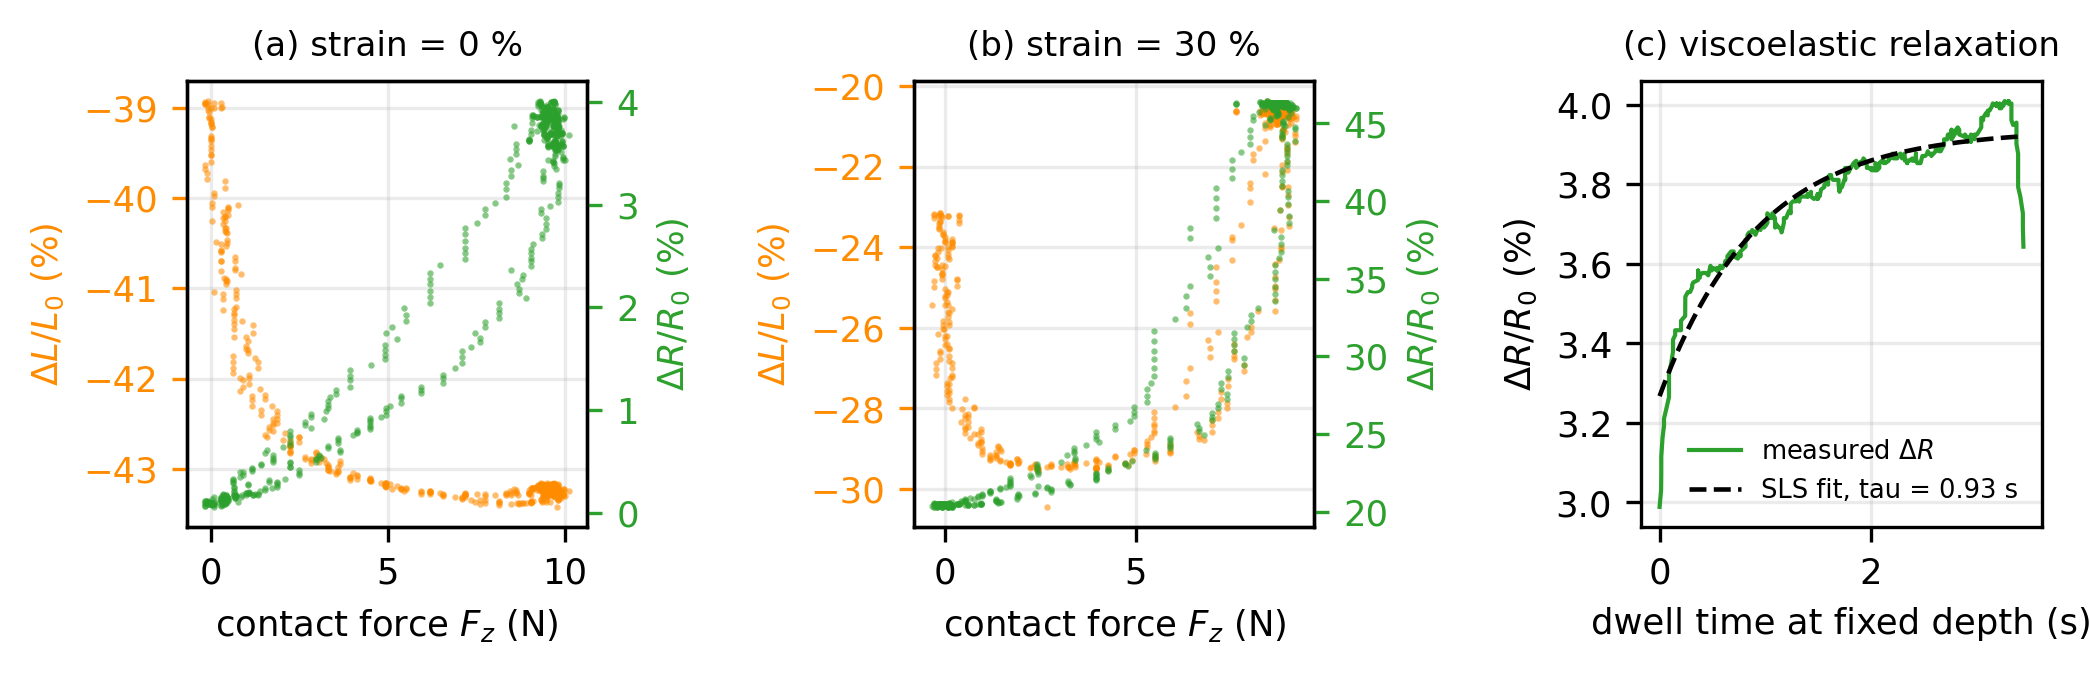 (a) strain = 0 %
ΔL/L₀ (%)
−39
−40
−41
−42
−43
4
3
2
1
0
ΔR/R₀ (%)
0 5 10
contact force F_z (N)
(b) strain = 30 %
ΔL/L₀ (%)
−20
−22
−24
−26
−28
−30
45
40
35
30
25
20
ΔR/R₀ (%)
0 5
contact force F_z (N)
(c) viscoelastic relaxation
ΔR/R₀ (%)
4.0
3.8
3.6
3.4
3.2
3.0
measured ΔR
SLS fit, tau = 0.93 s
0 2
dwell time at fixed depth (s)